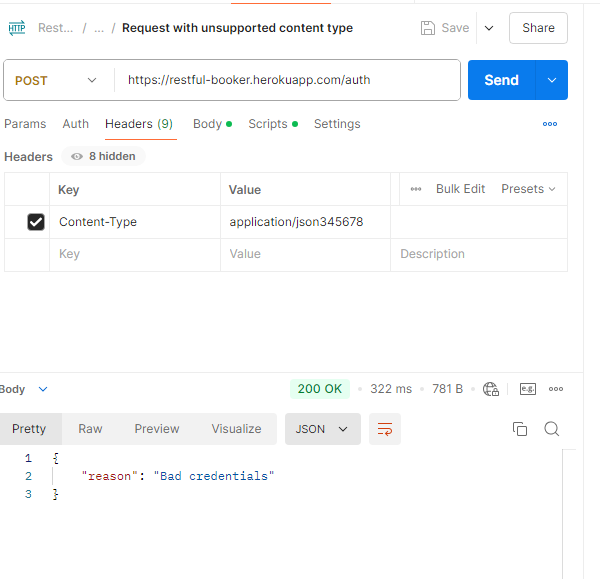 HTTP Rest... / ... / Request with unsupported content type Save Share
POST https://restful-booker.herokuapp.com/auth Send
Params Auth Headers (9) Body Scripts Settings
Headers 8 hidden
Key Value Bulk Edit Presets
Content-Type application/json345678
Key Value Description
Body 200 OK 322 ms 781 B e.g.
Pretty Raw Preview Visualize JSON
1 {
2 "reason": "Bad credentials"
3 }